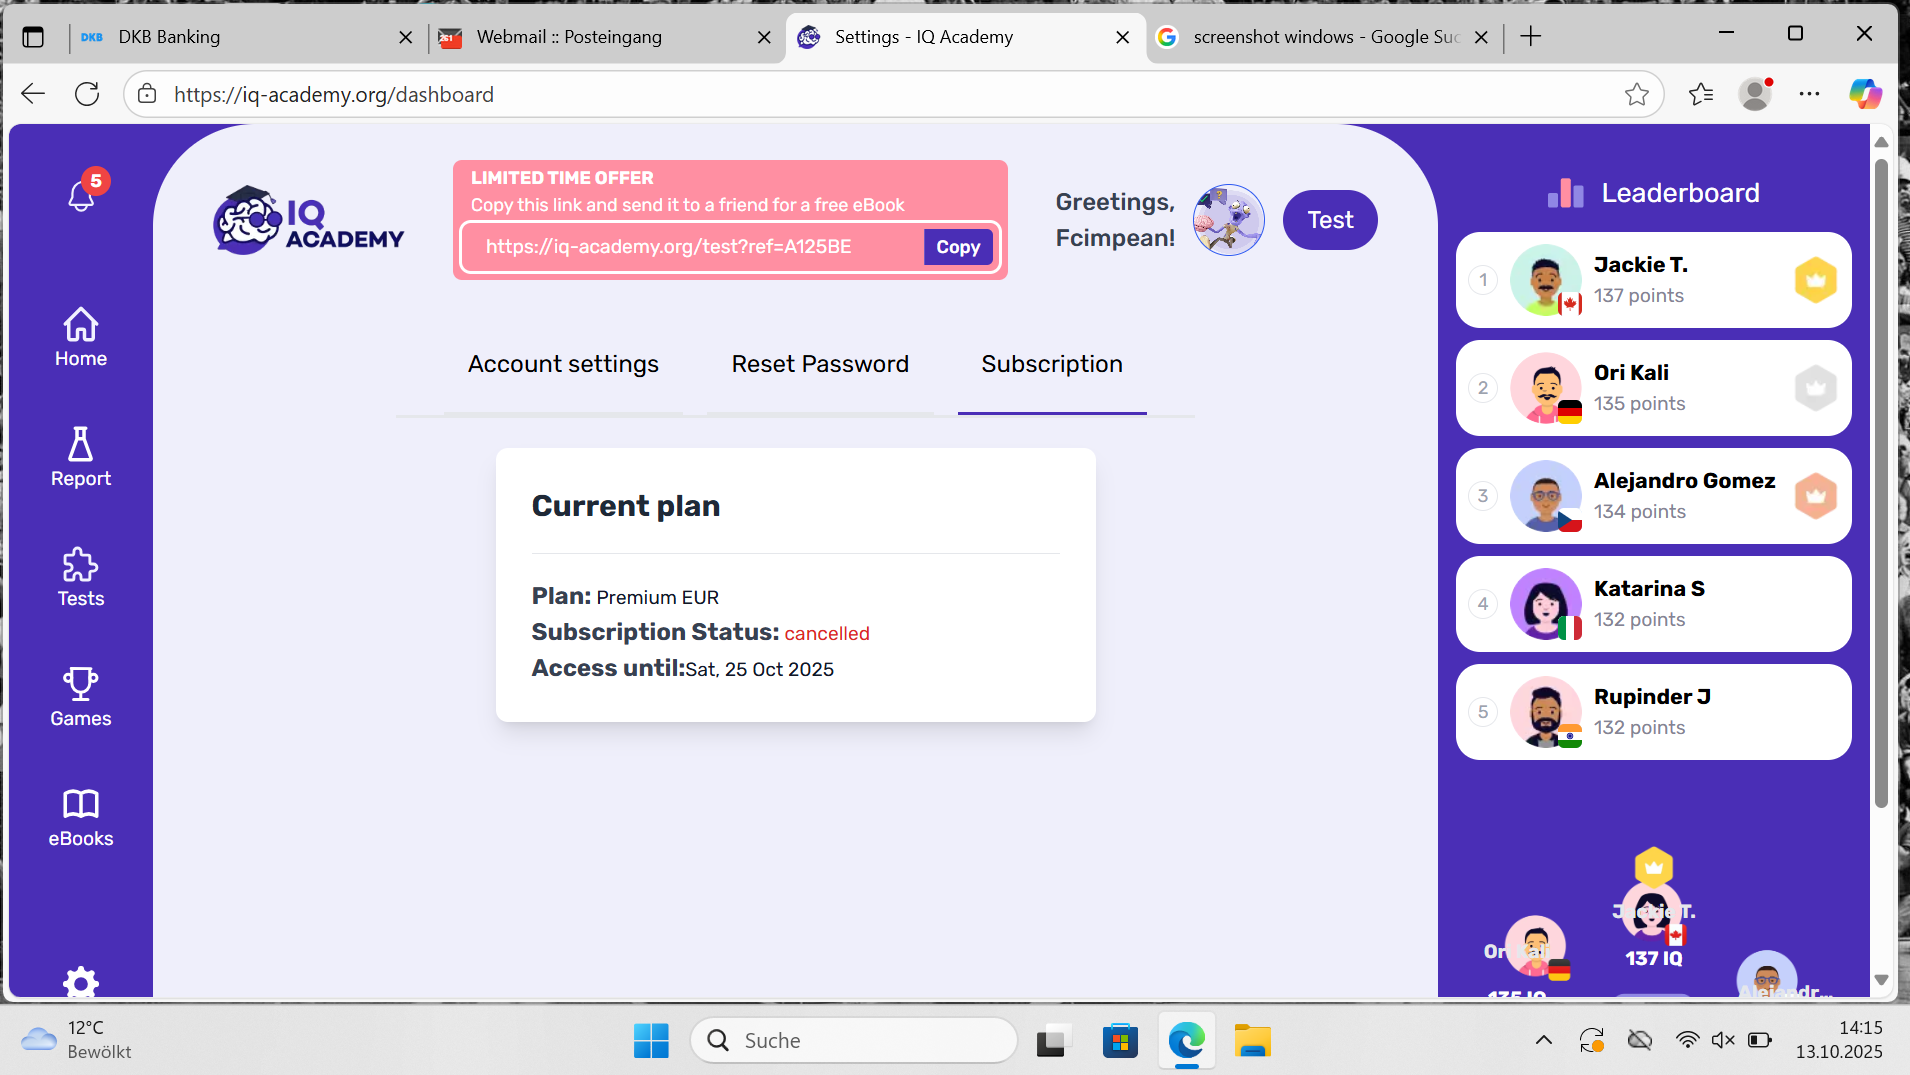 DKB
DKB Banking
261
Webmail :: Posteingang
Settings - IQ Academy
screenshot windows - Google Suc
https://iq-academy.org/dashboard
5
Home
Report
Tests
Games
eBooks
IQ
ACADEMY
LIMITED TIME OFFER
Copy this link and send it to a friend for a free eBook
https://iq-academy.org/test?ref=A125BE
Copy
Greetings,
Fcimpean!
Test
Account settings
Reset Password
Subscription
Current plan
Plan: Premium EUR
Subscription Status: cancelled
Access until:Sat, 25 Oct 2025
Leaderboard
1
Jackie T.
137 points
2
Ori Kali
135 points
3
Alejandro Gomez
134 points
4
Katarina S
132 points
5
Rupinder J
132 points
Jackie T.
137 IQ
Ori Kali
135 IQ
Alejandr...
12°C
Bewölkt
Suche
14:15
13.10.2025